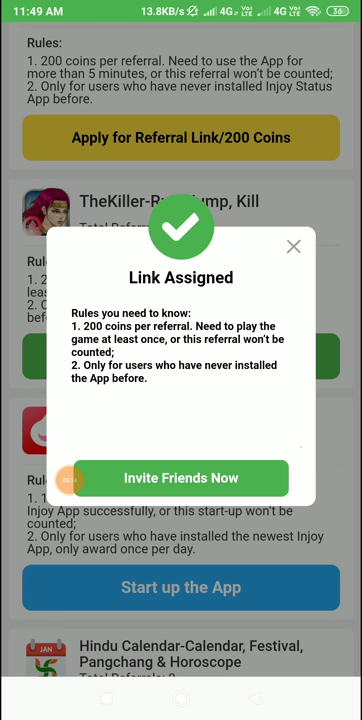 11:49 AM
13.8KB/s
4G
Vo
LTE
4G
Vo
LTE
36
Rules:
1. 200 coins per referral. Need to use the App for
more than 5 minutes, or this referral won't be counted;
2. Only for users who have never installed Injoy Status
App before.
Apply for Referral Link/200 Coins
Link Assigned
Rules you need to know:
1. 200 coins per referral. Need to play the
game at least once, or this referral won't be
counted;
2. Only for users who have never installed
the App before.
Invite Friends Now
Injoy App successfully, or this start-up won't be
counted;
2. Only for users who have installed the newest Injoy
App, only award once per day.
Start up the App
JAN
Hindu Calendar-Calendar, Festival,
Pangchang & Horoscope